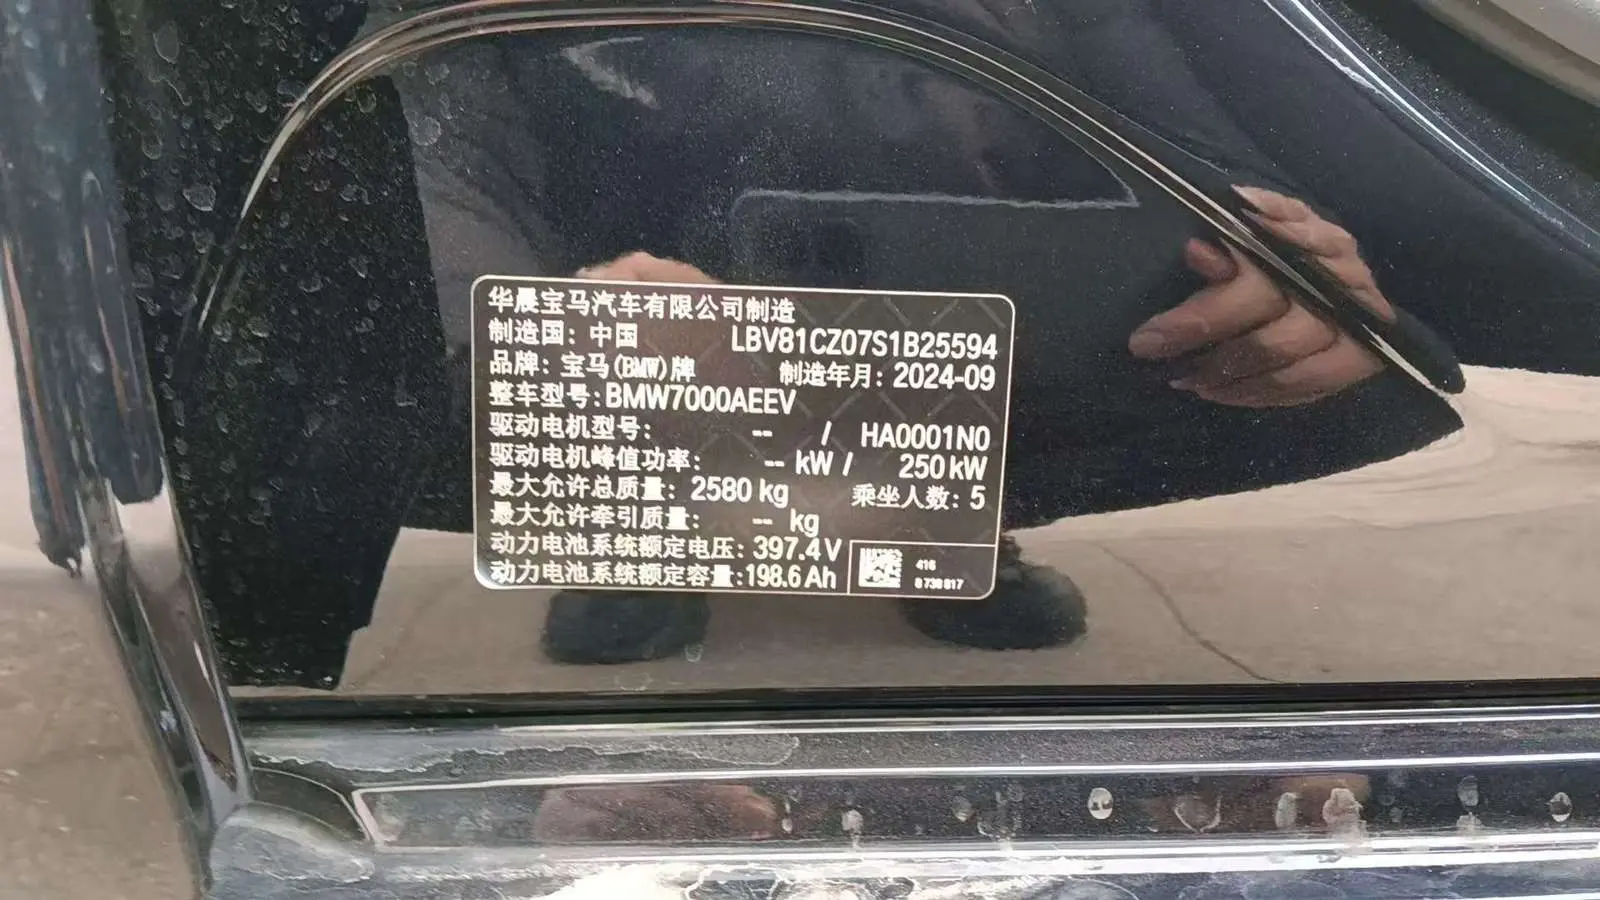 华晨宝马汽车有限公司制造
制造国：中国 LBV81CZ07S1B25594
品牌：宝马(BMW)牌 制造年月：2024-09
整车型号:BMW7000AEEV
驱动电机型号： -- / HA0001N0
驱动电机峰值功率： -- kW / 250 kW
最大允许总质量：2580 kg 乘坐人数：5
最大允许牵引质量： -- kg
动力电池系统额定电压：397.4 V
动力电池系统额定容量:198.6 Ah
416
8 738 817